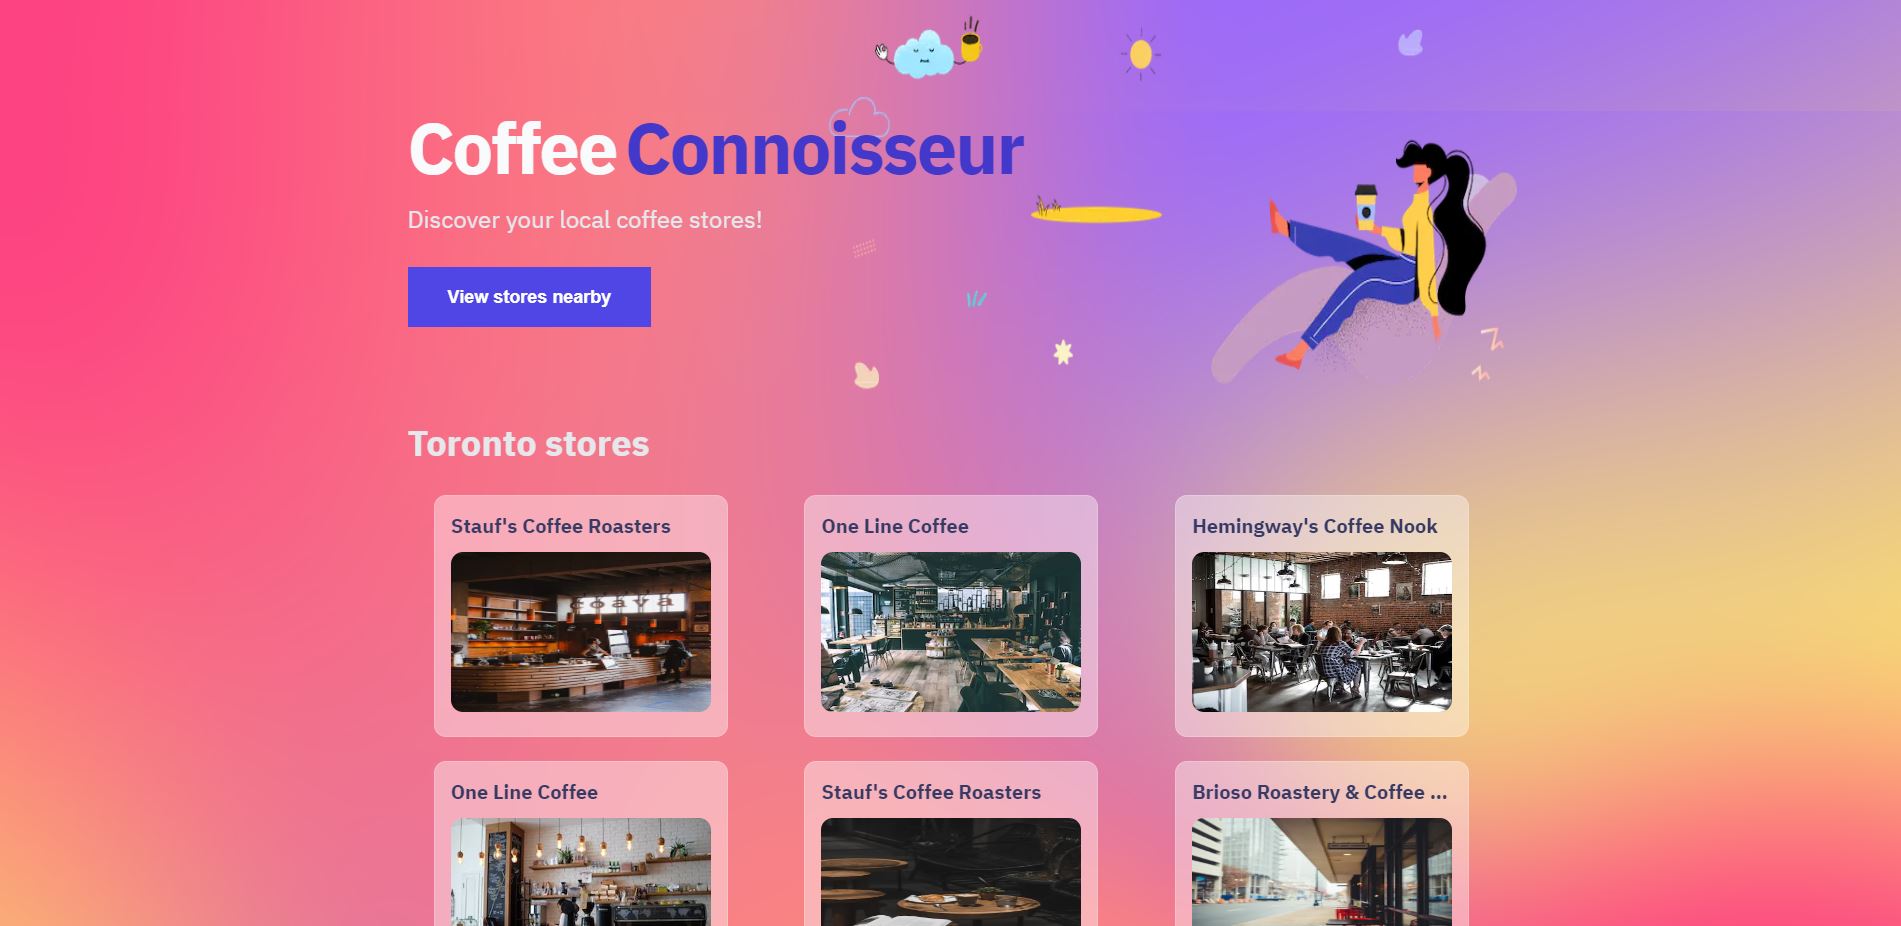 Coffee Connoisseur
Discover your local coffee stores!
View stores nearby
Toronto stores
Stauf's Coffee Roasters
One Line Coffee
Hemingway's Coffee Nook
coava
One Line Coffee
Stauf's Coffee Roasters
Brioso Roastery & Coffee ...